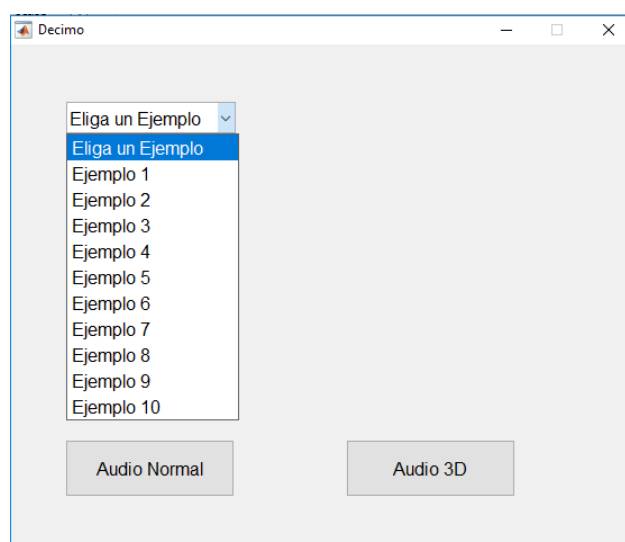 Decimo
Eliga un Ejemplo
Eliga un Ejemplo
Ejemplo 1
Ejemplo 2
Ejemplo 3
Ejemplo 4
Ejemplo 5
Ejemplo 6
Ejemplo 7
Ejemplo 8
Ejemplo 9
Ejemplo 10
Audio Normal
Audio 3D